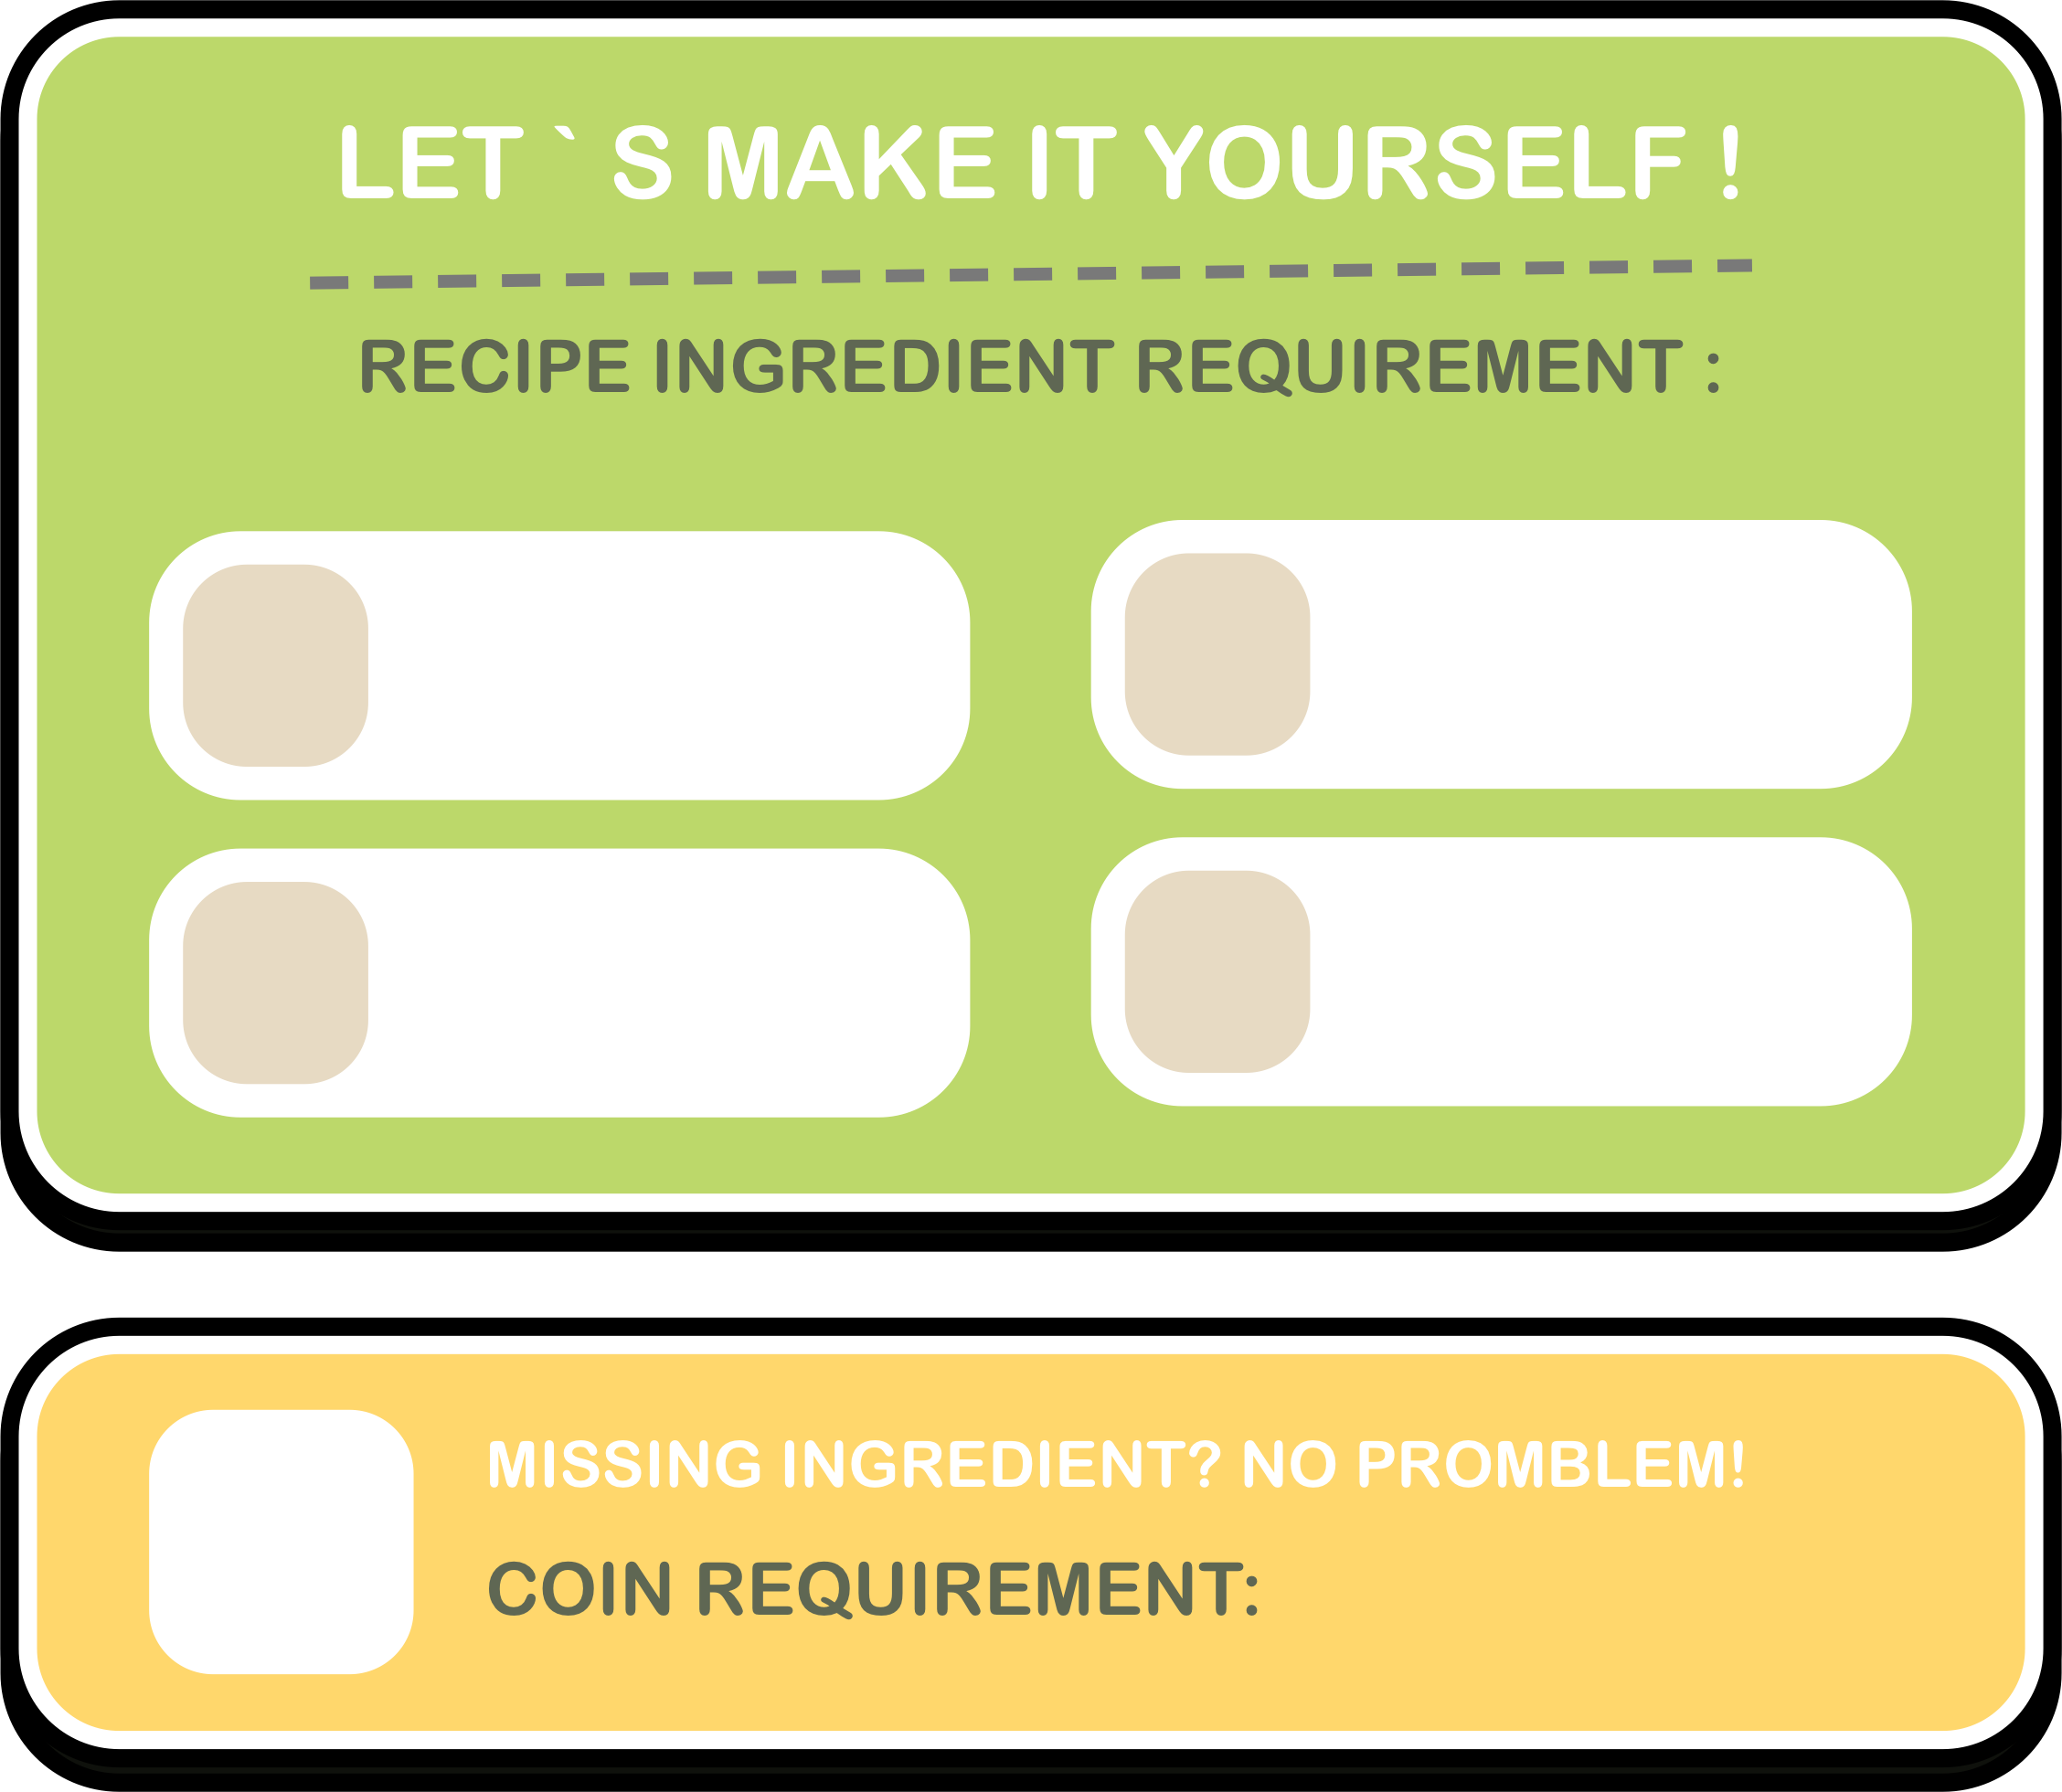 LET ` S MAKE IT YOURSELF !
RECIPE INGREDIENT REQUIREMENT :
MISSING INGREDIENT? NO PROMBLEM!!
COIN REQUIREMENT: